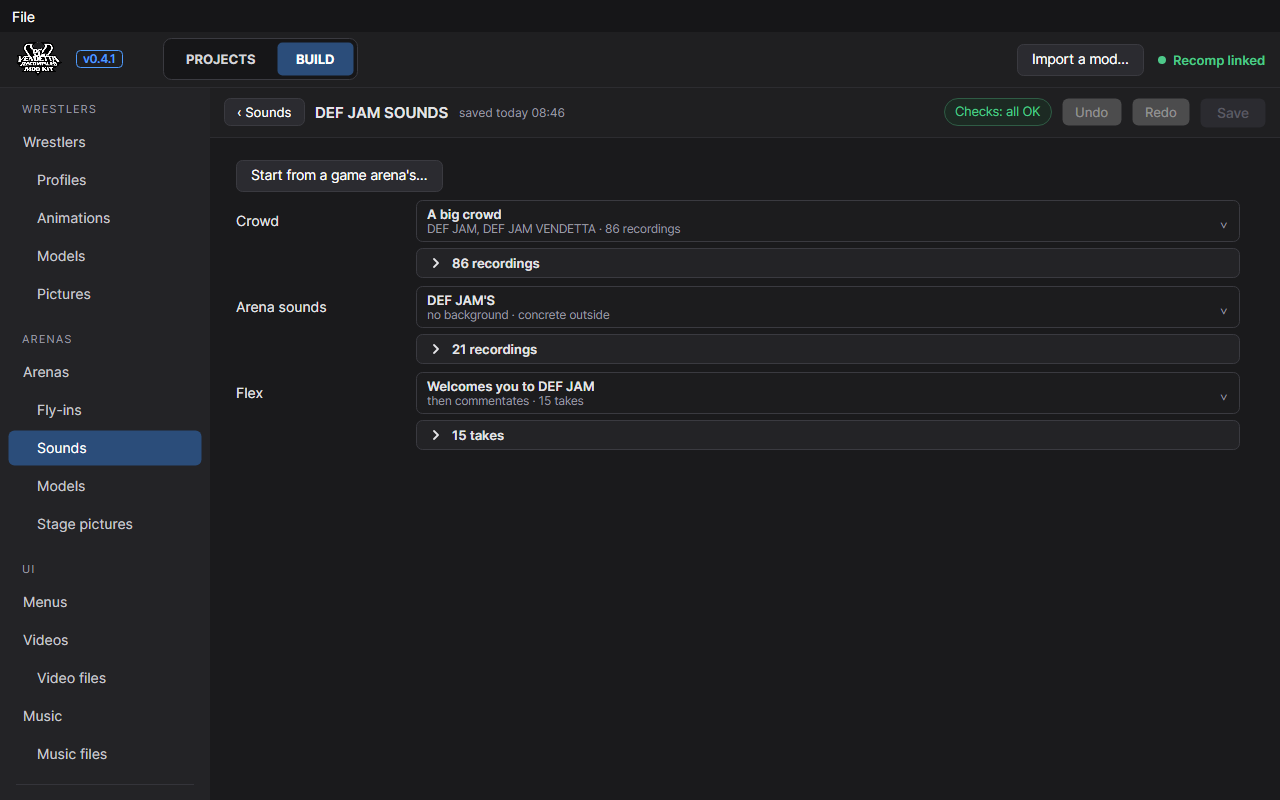 File
VENDETTA
RECOMPILED
MOD KIT
v0.4.1
PROJECTS
BUILD
Import a mod...
Recomp linked
WRESTLERS
Wrestlers
Profiles
Animations
Models
Pictures
ARENAS
Arenas
Fly-ins
Sounds
Models
Stage pictures
UI
Menus
Videos
Video files
Music
Music files
‹ Sounds
DEF JAM SOUNDS
saved today 08:46
Checks: all OK
Undo
Redo
Save
Start from a game arena's...
Crowd
A big crowd
DEF JAM, DEF JAM VENDETTA · 86 recordings
86 recordings
Arena sounds
DEF JAM'S
no background · concrete outside
21 recordings
Flex
Welcomes you to DEF JAM
then commentates · 15 takes
15 takes